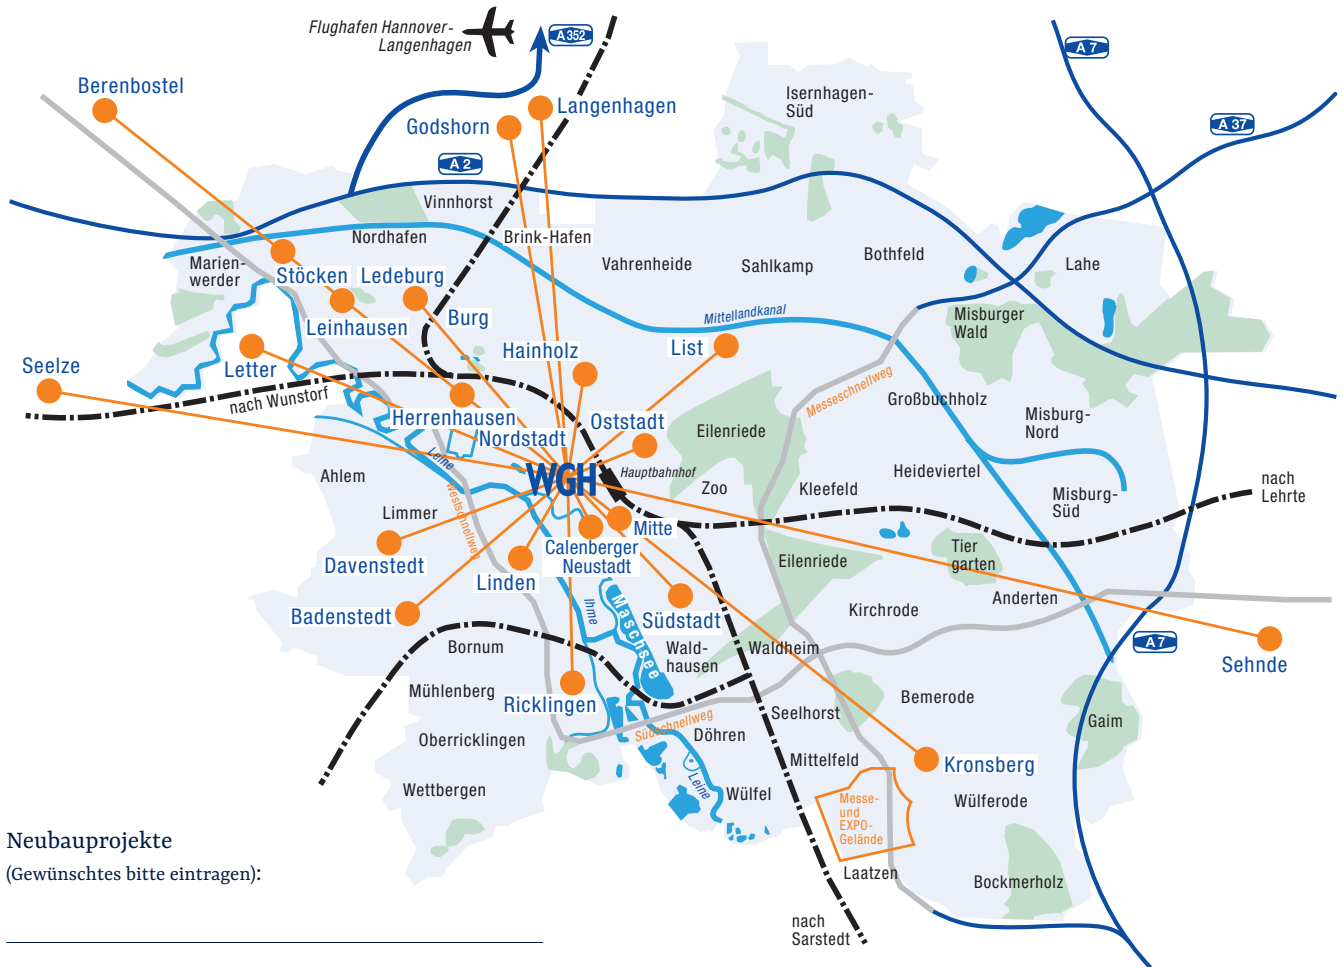 Flughafen Hannover-
Langenhagen
A 352
A 7
Berenbostel
Isernhagen-
Süd
Langenhagen
Godshorn
A 37
A 2
Vinnhorst
Nordhafen
Brink-Hafen
Marien-
werder
Stöcken
Ledeburg
Vahrenheide
Sahlkamp
Bothfeld
Lahe
Leinhausen
Burg
Mittellandkanal
Misburger
Wald
Seelze
Letter
Hainholz
List
nach Wunstorf
Messeschnellweg
Großbuchholz
Herrenhausen
Nordstadt
Oststadt
Eilenriede
Misburg-
Nord
Leine
WGH
Hauptbahnhof
Ahlem
Zoo
Kleefeld
Heideviertel
nach
Lehrte
Westschnellweg
Limmer
Misburg-
Süd
Mitte
Davenstedt
Calenberger
Neustadt
Linden
Eilenriede
Tier
garten
Badenstedt
Ihme
Maschsee
Südstadt
Kirchrode
Anderten
A 7
Bornum
Wald-
hausen
Waldheim
Sehnde
Mühlenberg
Ricklingen
Bemerode
Seelhorst
Gaim
Südschnellweg
Oberricklingen
Döhren
Mittelfeld
Kronsberg
Wettbergen
Leine
Wülfel
Messe-
und
EXPO-
Gelände
Wülferode
Neubauprojekte
(Gewünschtes bitte eintragen):
Laatzen
Bockmerholz
nach
Sarstedt